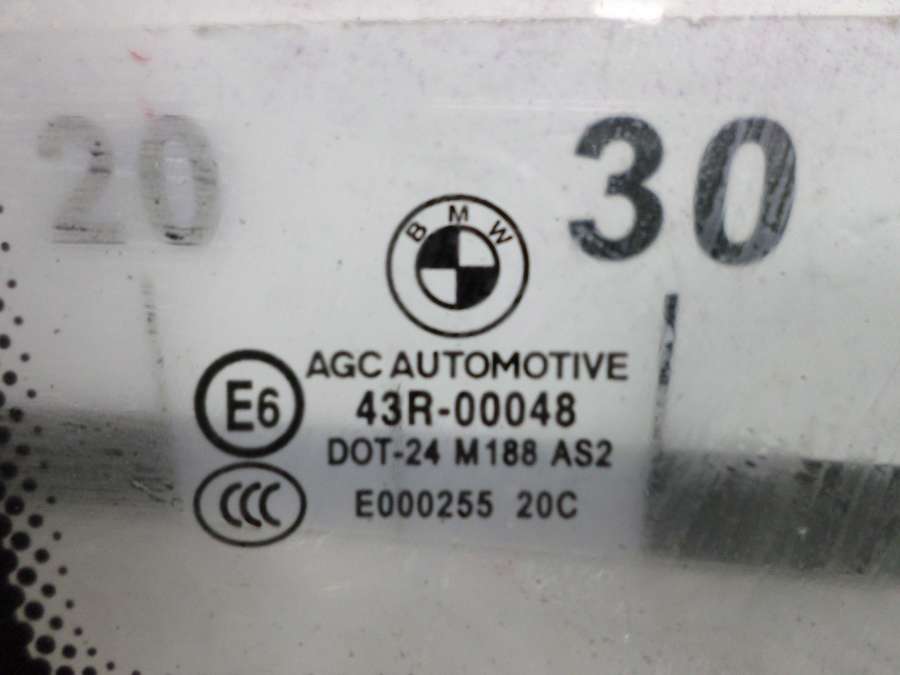 20 30
BMW
AGC AUTOMOTIVE
E6 43R-00048
DOT-24 M188 AS2
CCC E000255 20C